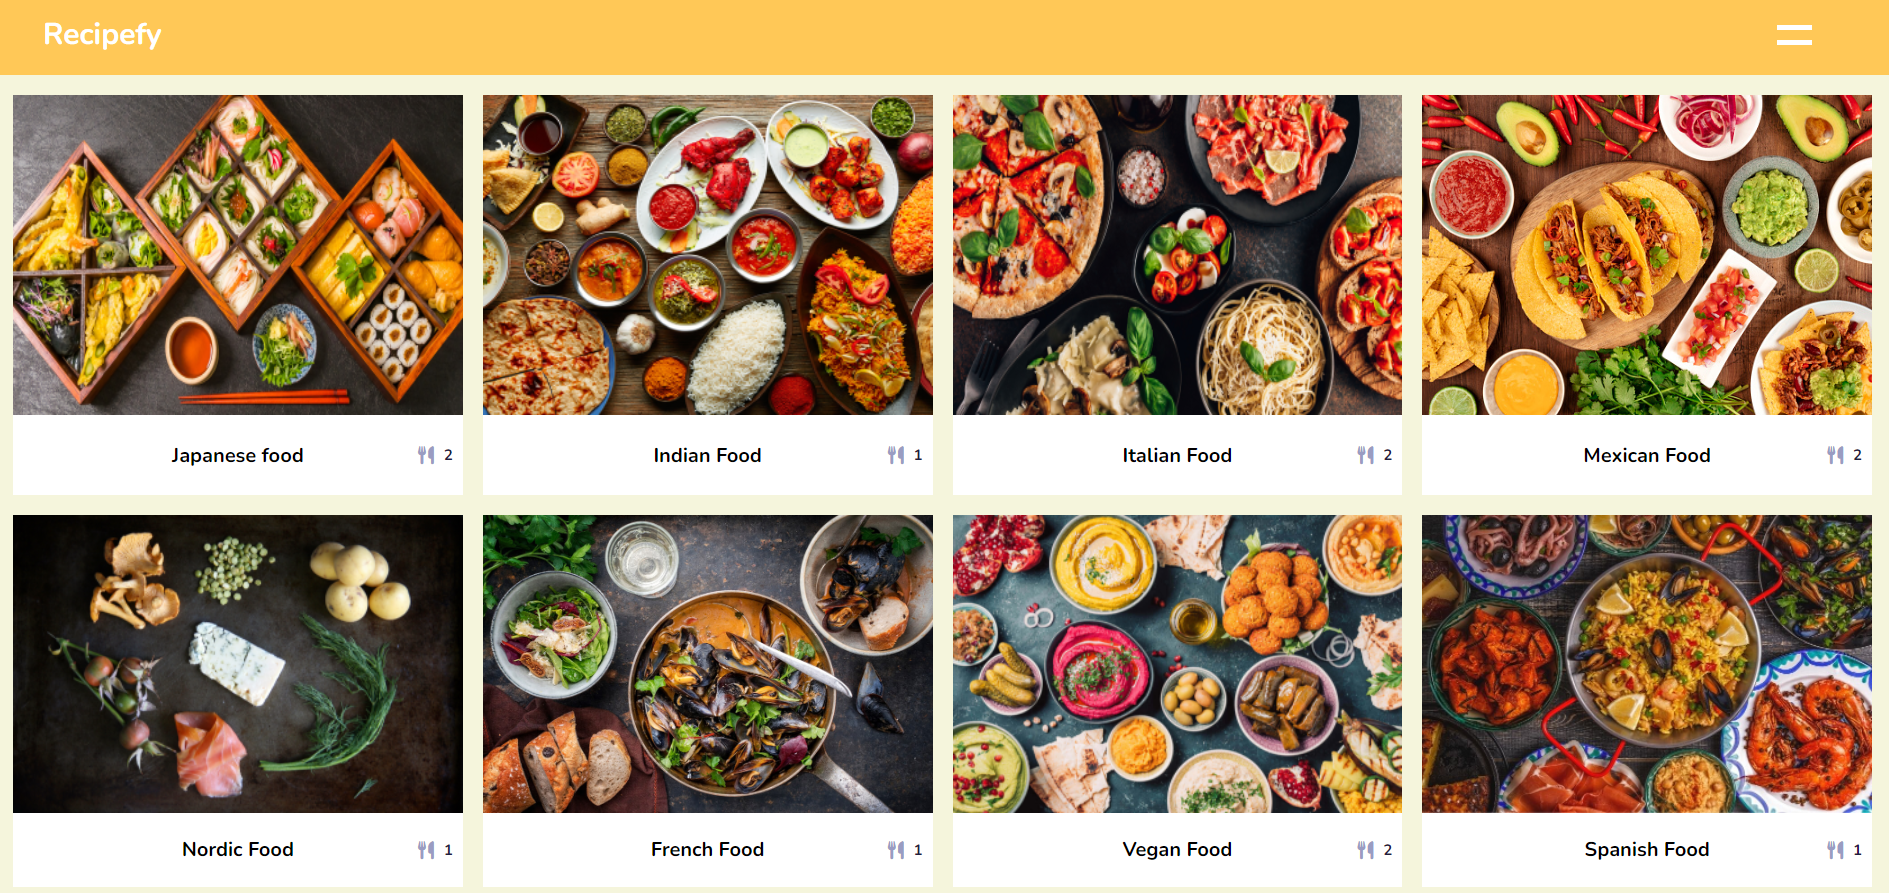 Recipefy
Japanese food 2
Indian Food 1
Italian Food 2
Mexican Food 2
Nordic Food 1
French Food 1
Vegan Food 2
Spanish Food 1